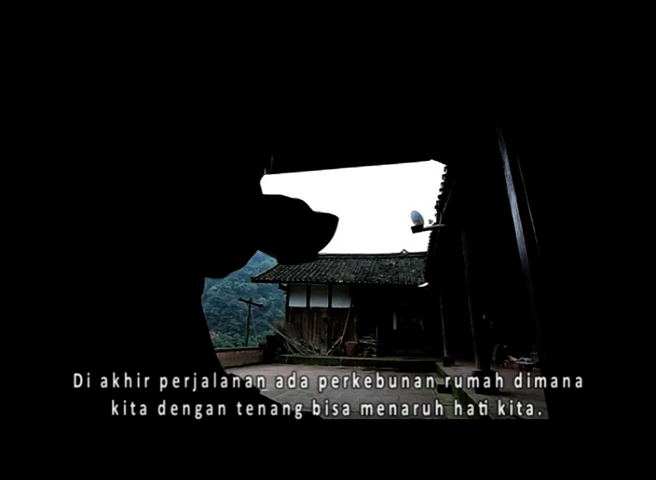 Di akhir perjalanan ada perkebunan rumah dimana
kita dengan tenang bisa menaruh hati kita.